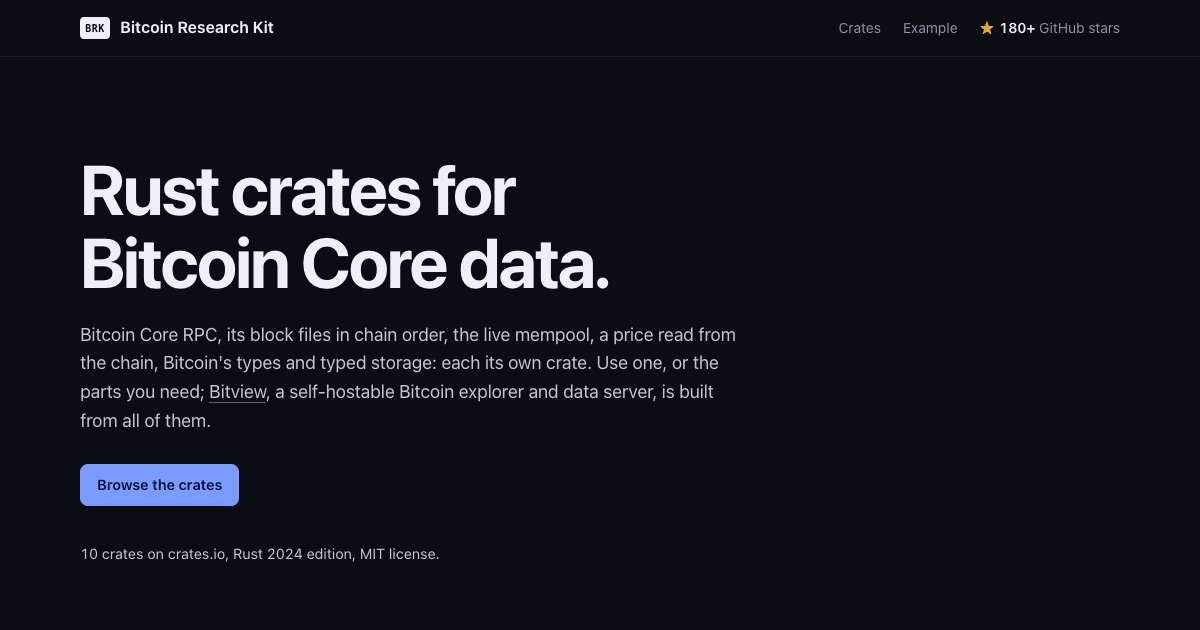 BRK Bitcoin Research Kit
Crates Example ⭐ 180+ GitHub stars
Rust crates for
Bitcoin Core data.
Bitcoin Core RPC, its block files in chain order, the live mempool, a price read from
the chain, Bitcoin's types and typed storage: each its own crate. Use one, or the
parts you need; Bitview, a self-hostable Bitcoin explorer and data server, is built
from all of them.
Browse the crates
10 crates on crates.io, Rust 2024 edition, MIT license.